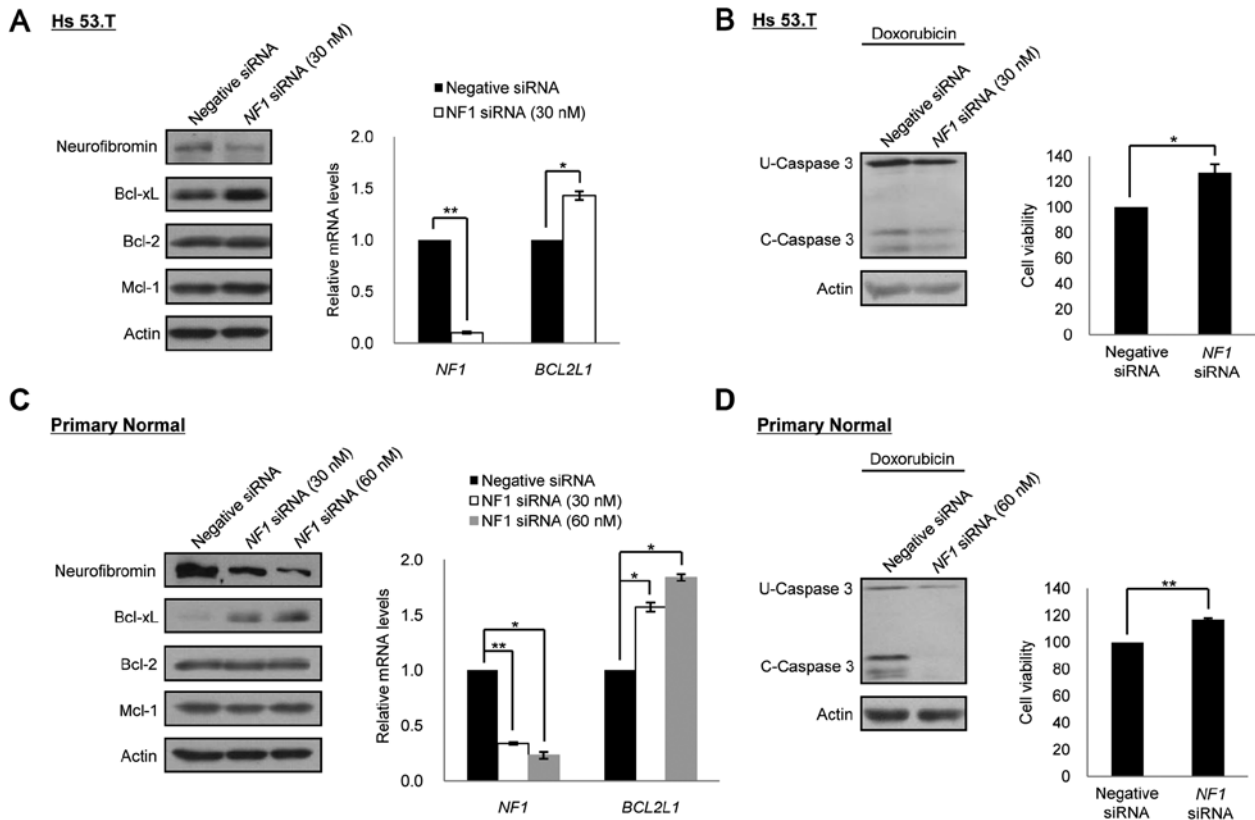 A
Hs 53.T
Negative siRNA
NF1 siRNA (30 nM)
Neurofibromin
Bcl-xL
Bcl-2
Mcl-1
Actin
Negative siRNA
NF1 siRNA (30 nM)
Relative mRNA levels
2.0
1.5
1.0
0.5
0.0
**
*
NF1
BCL2L1
B
Hs 53.T
Doxorubicin
Negative siRNA
NF1 siRNA (30 nM)
U-Caspase 3
C-Caspase 3
Actin
Cell viability
140
120
100
80
60
40
20
0
*
Negative
siRNA
NF1
siRNA
C
Primary Normal
Negative siRNA
NF1 siRNA (30 nM)
NF1 siRNA (60 nM)
Neurofibromin
Bcl-xL
Bcl-2
Mcl-1
Actin
Negative siRNA
NF1 siRNA (30 nM)
NF1 siRNA (60 nM)
Relative mRNA levels
2.0
1.5
1.0
0.5
0.0
*
**
*
*
NF1
BCL2L1
D
Primary Normal
Doxorubicin
Negative siRNA
NF1 siRNA (60 nM)
U-Caspase 3
C-Caspase 3
Actin
Cell viability
140
120
100
80
60
40
20
0
**
Negative
siRNA
NF1
siRNA